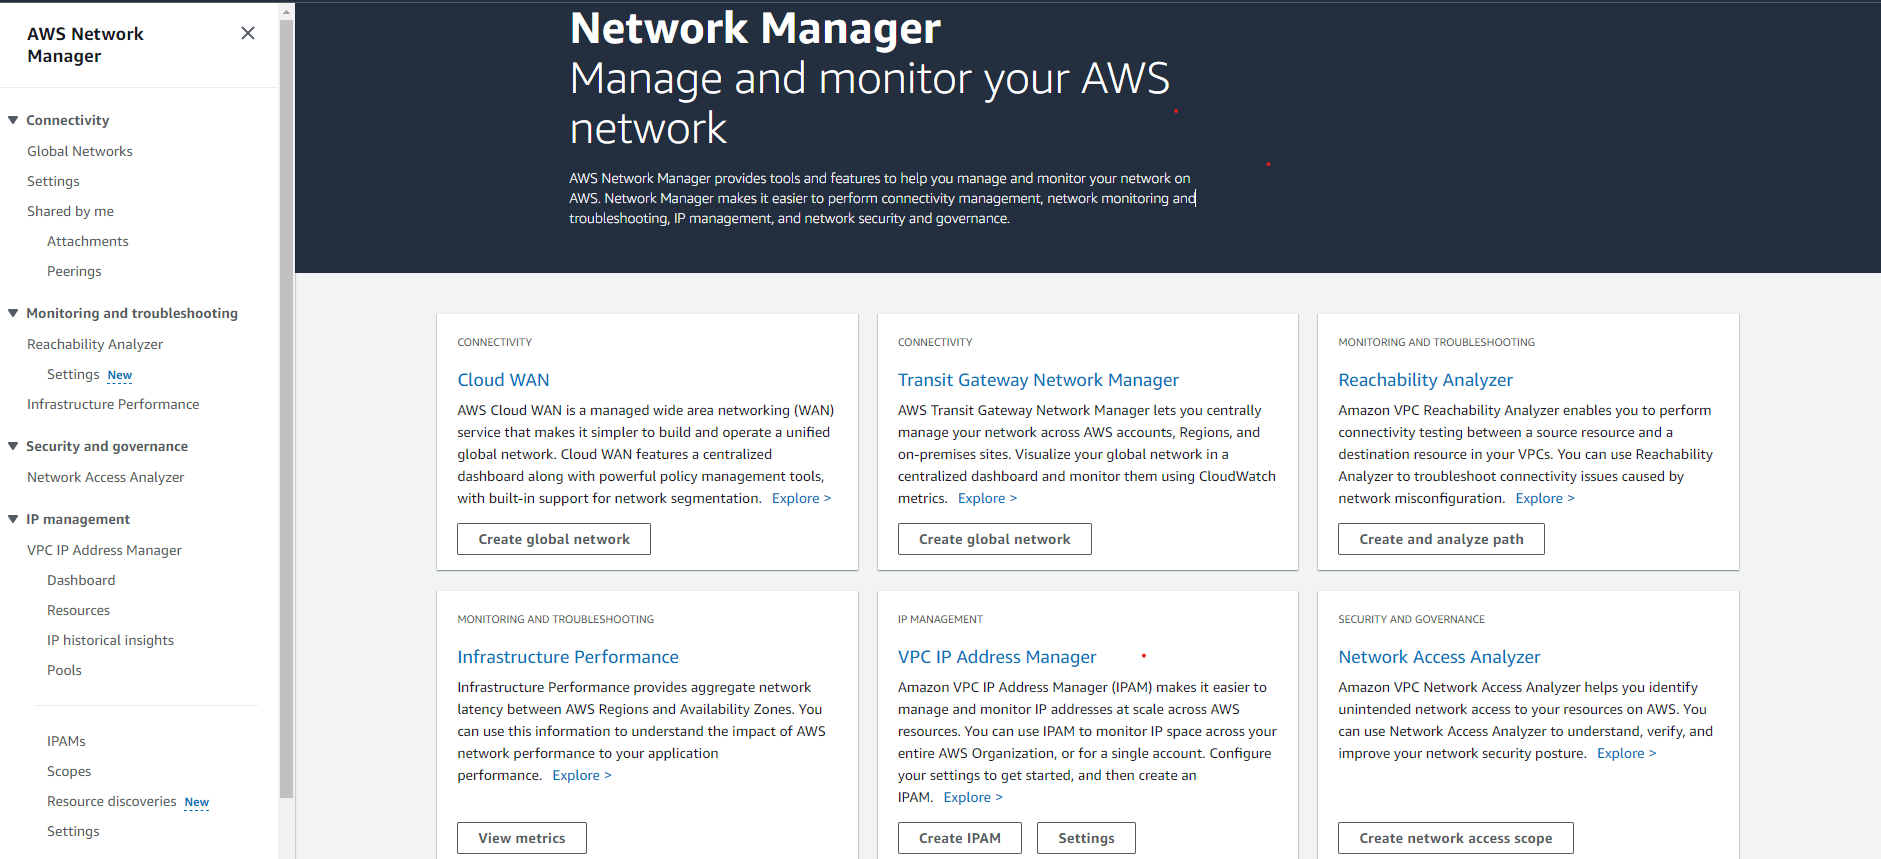 AWS Network
Manager
Connectivity
Global Networks
Settings
Shared by me
Attachments
Peerings
Monitoring and troubleshooting
Reachability Analyzer
Settings New
Infrastructure Performance
Security and governance
Network Access Analyzer
IP management
VPC IP Address Manager
Dashboard
Resources
IP historical insights
Pools
IPAMs
Scopes
Resource discoveries New
Settings
Network Manager
Manage and monitor your AWS
network
AWS Network Manager provides tools and features to help you manage and monitor your network on
AWS. Network Manager makes it easier to perform connectivity management, network monitoring and
troubleshooting, IP management, and network security and governance.
CONNECTIVITY
Cloud WAN
AWS Cloud WAN is a managed wide area networking (WAN)
service that makes it simpler to build and operate a unified
global network. Cloud WAN features a centralized
dashboard along with powerful policy management tools,
with built-in support for network segmentation. Explore >
Create global network
CONNECTIVITY
Transit Gateway Network Manager
AWS Transit Gateway Network Manager lets you centrally
manage your network across AWS accounts, Regions, and
on-premises sites. Visualize your global network in a
centralized dashboard and monitor them using CloudWatch
metrics. Explore >
Create global network
MONITORING AND TROUBLESHOOTING
Reachability Analyzer
Amazon VPC Reachability Analyzer enables you to perform
connectivity testing between a source resource and a
destination resource in your VPCs. You can use Reachability
Analyzer to troubleshoot connectivity issues caused by
network misconfiguration. Explore >
Create and analyze path
MONITORING AND TROUBLESHOOTING
Infrastructure Performance
Infrastructure Performance provides aggregate network
latency between AWS Regions and Availability Zones. You
can use this information to understand the impact of AWS
network performance to your application
performance. Explore >
View metrics
IP MANAGEMENT
VPC IP Address Manager
Amazon VPC IP Address Manager (IPAM) makes it easier to
manage and monitor IP addresses at scale across AWS
resources. You can use IPAM to monitor IP space across your
entire AWS Organization, or for a single account. Configure
your settings to get started, and then create an
IPAM. Explore >
Create IPAM
Settings
SECURITY AND GOVERNANCE
Network Access Analyzer
Amazon VPC Network Access Analyzer helps you identify
unintended network access to your resources on AWS. You
can use Network Access Analyzer to understand, verify, and
improve your network security posture. Explore >
Create network access scope